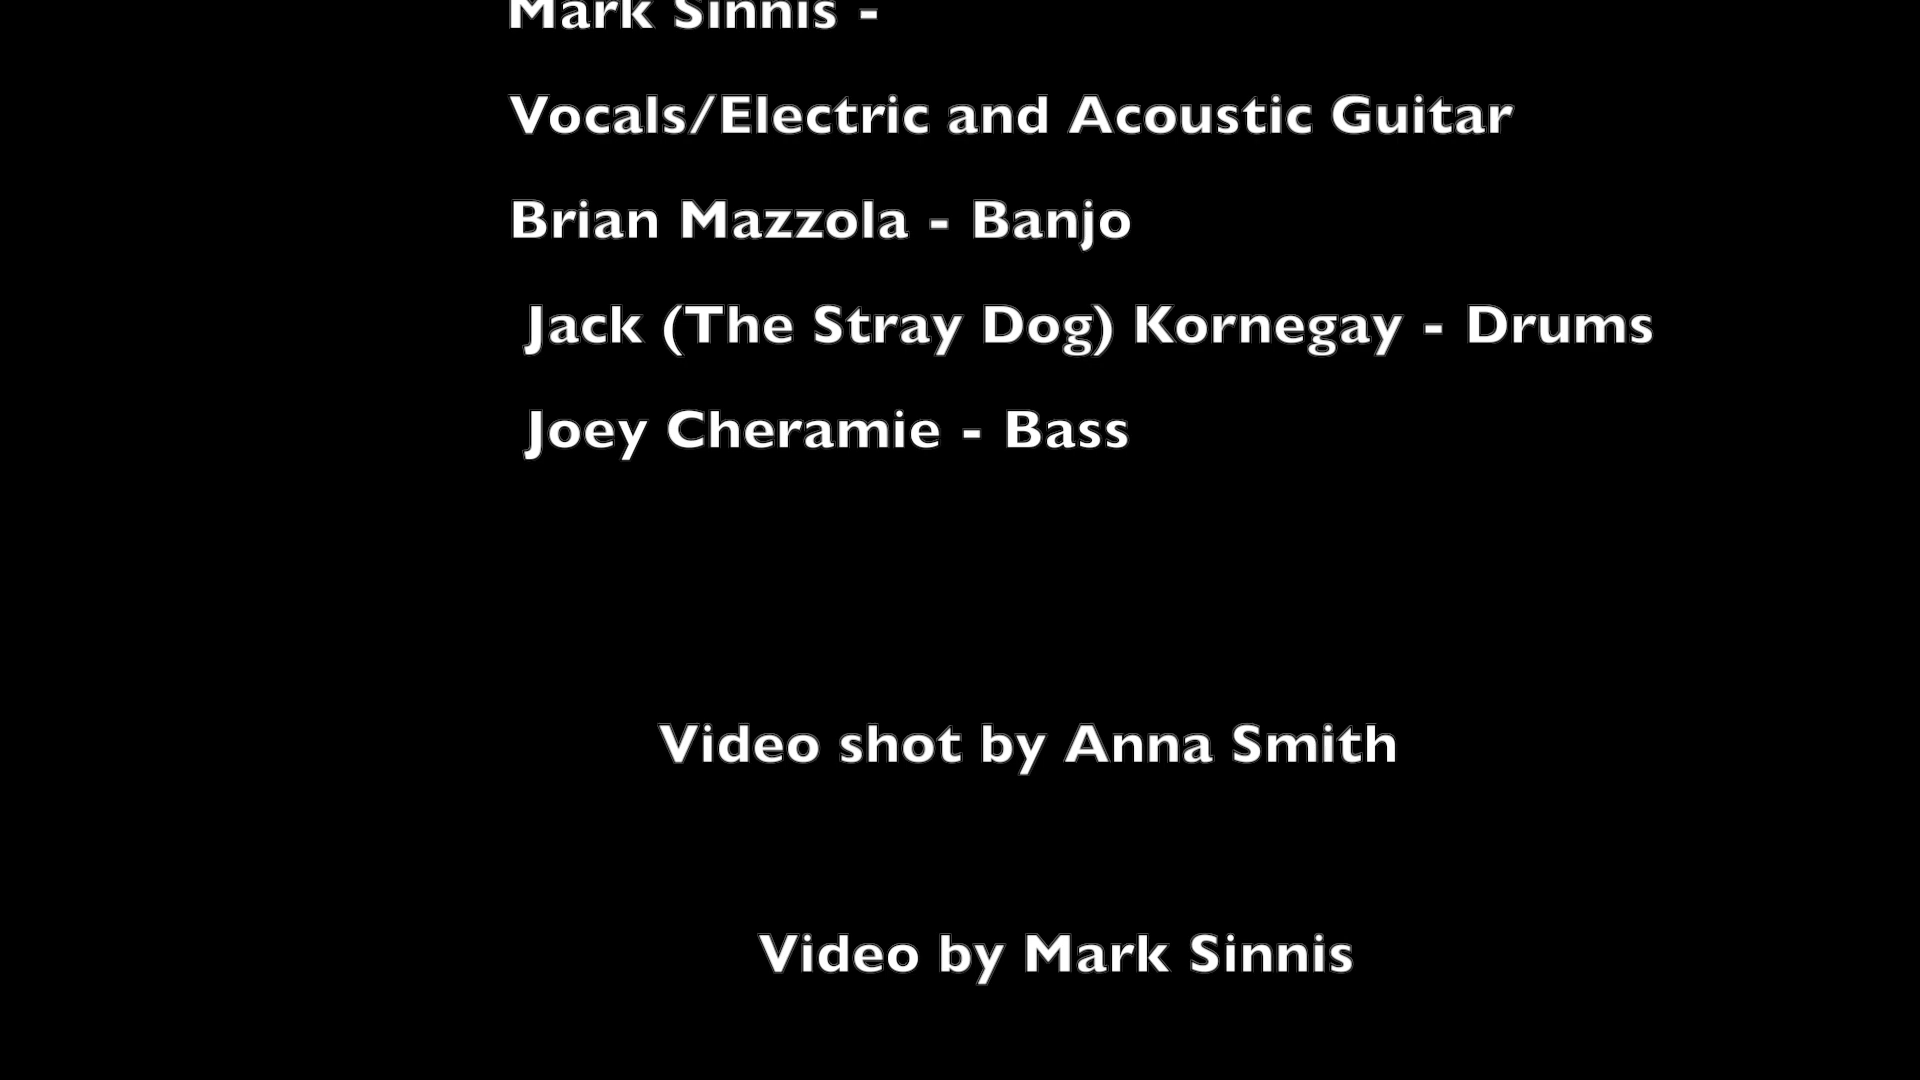 Mark Sinnis -
Vocals/Electric and Acoustic Guitar
Brian Mazzola - Banjo
Jack (The Stray Dog) Kornegay - Drums
Joey Cheramie - Bass
Video shot by Anna Smith
Video by Mark Sinnis